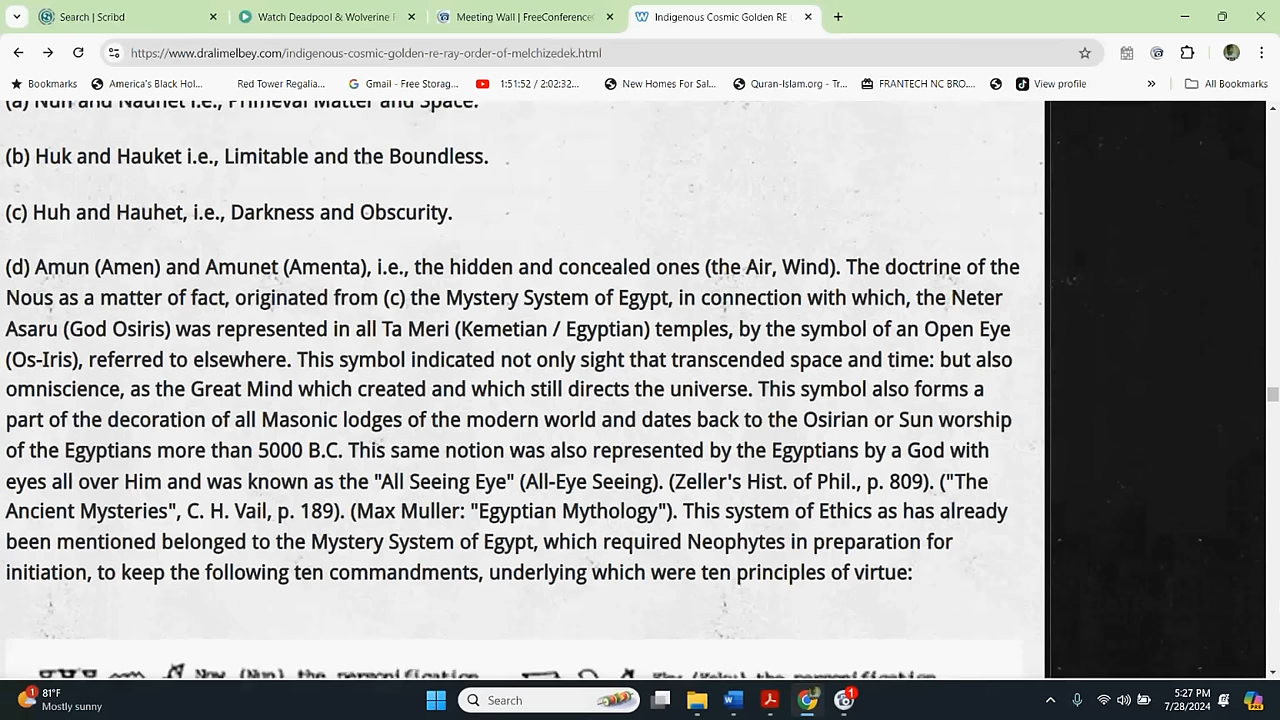 Search | Scribd
Watch Deadpool & Wolverine
Meeting Wall | FreeConference
Indigenous Cosmic Golden RE
https://www.dralimelbey.com/indigenous-cosmic-golden-re-ray-order-of-melchizedek.html
Bookmarks
America's Black Hol...
Red Tower Regalia...
Gmail - Free Storag...
1:51:52 / 2:02:32...
New Homes For Sal...
Quran-Islam.org - Tr...
FRANTECH NC BRO....
View profile
All Bookmarks
(a) Nun and Naunet i.e., Primeval Matter and Space.
(b) Huk and Hauket i.e., Limitable and the Boundless.
(c) Huh and Hauhet, i.e., Darkness and Obscurity.
(d) Amun (Amen) and Amunet (Amenta), i.e., the hidden and concealed ones (the Air, Wind). The doctrine of the
Nous as a matter of fact, originated from (c) the Mystery System of Egypt, in connection with which, the Neter
Asaru (God Osiris) was represented in all Ta Meri (Kemetian / Egyptian) temples, by the symbol of an Open Eye
(Os-Iris), referred to elsewhere. This symbol indicated not only sight that transcended space and time: but also
omniscience, as the Great Mind which created and which still directs the universe. This symbol also forms a
part of the decoration of all Masonic lodges of the modern world and dates back to the Osirian or Sun worship
of the Egyptians more than 5000 B.C. This same notion was also represented by the Egyptians by a God with
eyes all over Him and was known as the "All Seeing Eye" (All-Eye Seeing). (Zeller's Hist. of Phil., p. 809). ("The
Ancient Mysteries", C. H. Vail, p. 189). (Max Muller: "Egyptian Mythology"). This system of Ethics as has already
been mentioned belonged to the Mystery System of Egypt, which required Neophytes in preparation for
initiation, to keep the following ten commandments, underlying which were ten principles of virtue:
the personification
81°F
Mostly sunny
Search
5:27 PM
7/28/2024